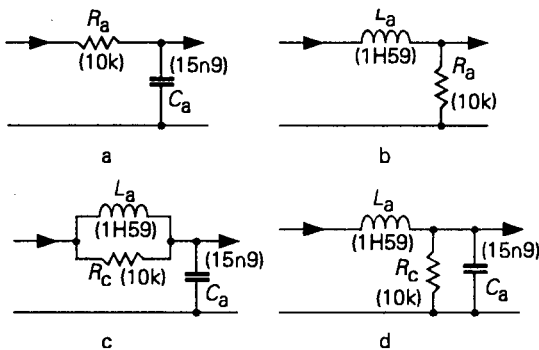 Ra
(10k)
(15n9)
Ca
a
La
(1H59)
Ra
(10k)
b
La
(1H59)
Rc (10k)
(15n9)
Ca
c
La
(1H59)
Rc
(10k)
(15n9)
Ca
d